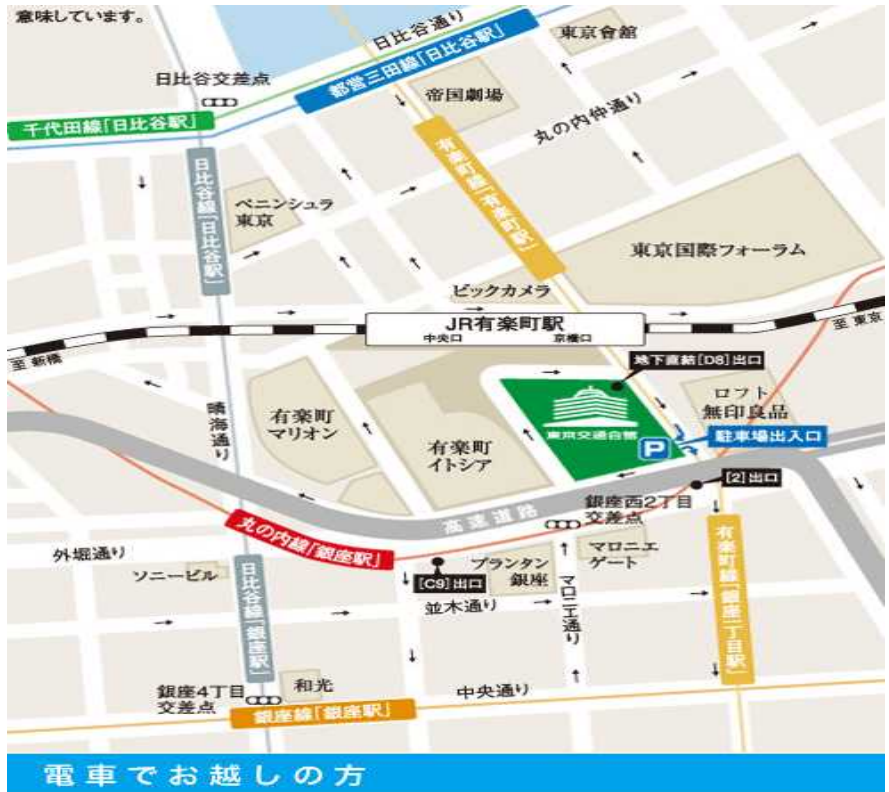 意味しています。
日比谷通り
東京會舘
日比谷交差点
都営三田線「日比谷駅」
帝国劇場
千代田線「日比谷駅」
丸の内仲通り
日比谷線「日比谷駅」
有楽町線「有楽町駅」
ペニンシュラ
東京
東京国際フォーラム
ビックカメラ
JR有楽町駅
中央口
京橋口
至 新橋
至 東京
地下直結[D8]出口
ロフト
無印良品
晴海通り
有楽町
マリオン
有楽町
イトシア
東京交通会館
P
駐車場出入口
[2]出口
高速道路
銀座西2丁目
交差点
丸の内線「銀座駅」
外堀通り
ソニービル
日比谷線「銀座駅」
[C9]出口
プランタン
銀座
マロニエ
ゲート
有楽町線「銀座一丁目駅」
並木通り
マロニエ通り
銀座4丁目
交差点
和光
中央通り
銀座線「銀座駅」
電車でお越しの方